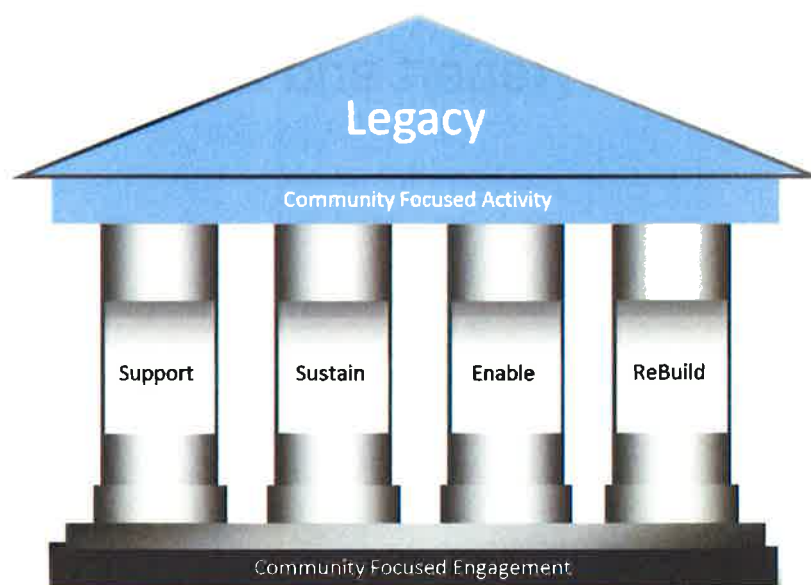 Legacy
Community Focused Activity
Support
Sustain
Enable
ReBuild
Community Focused Engagement